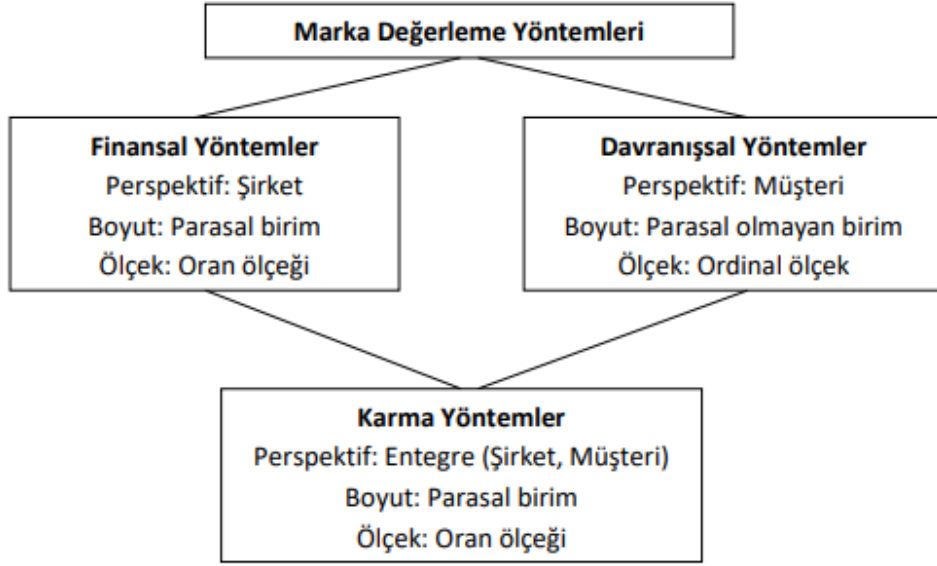 Marka Değerleme Yöntemleri
Finansal Yöntemler
Perspektif: Şirket
Boyut: Parasal birim
Ölçek: Oran ölçeği
Davranışsal Yöntemler
Perspektif: Müşteri
Boyut: Parasal olmayan birim
Ölçek: Ordinal ölçek
Karma Yöntemler
Perspektif: Entegre (Şirket, Müşteri)
Boyut: Parasal birim
Ölçek: Oran ölçeği